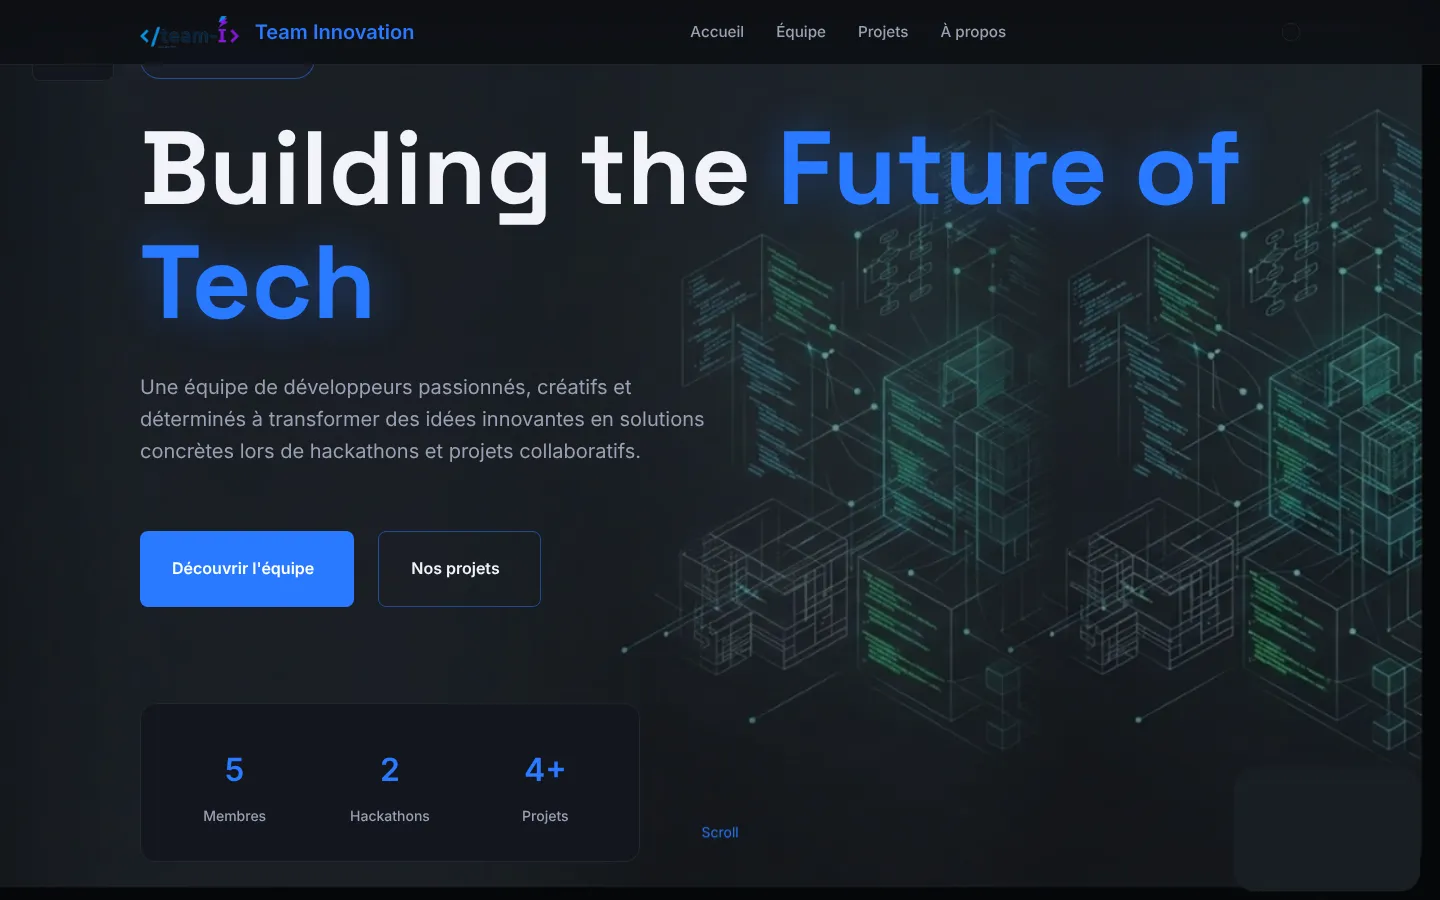 </team-I>
Team Innovation
Accueil
Équipe
Projets
À propos
Building the Future of
Tech
Une équipe de développeurs passionnés, créatifs et
déterminés à transformer des idées innovantes en solutions
concrètes lors de hackathons et projets collaboratifs.
Découvrir l'équipe
Nos projets
5
Membres
2
Hackathons
4+
Projets
Scroll